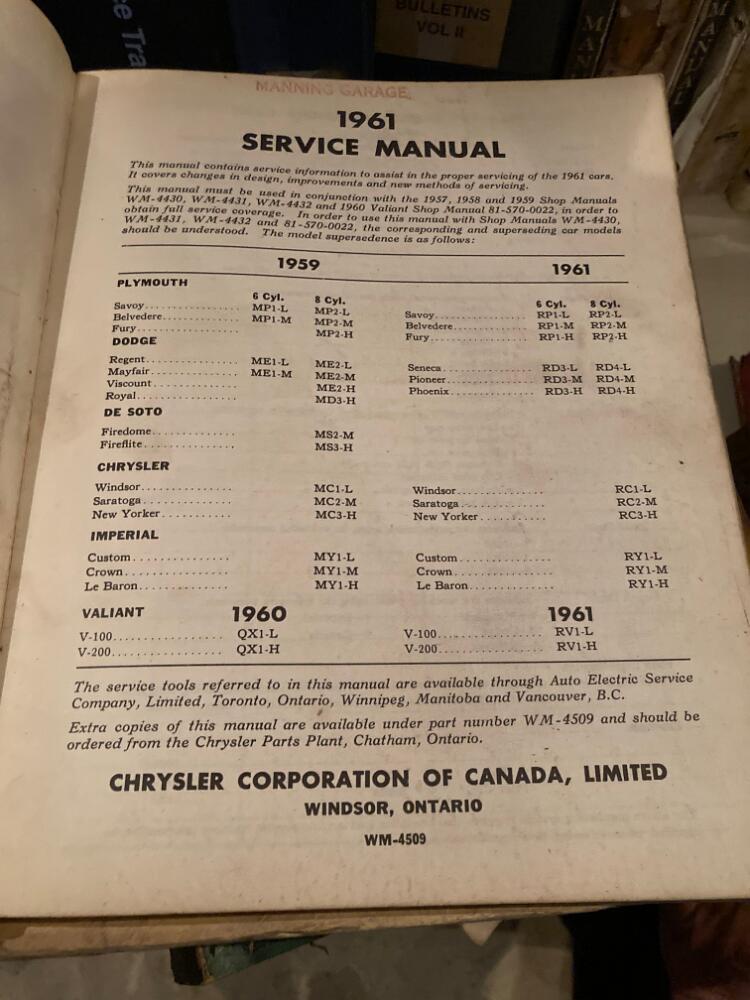 ce Tra
BULLETINS
VOL II
MANNING GARAGE
1961
SERVICE MANUAL
This manual contains service information to assist in the proper servicing of the 1961 cars.
It covers changes in design, improvements and new methods of servicing.
This manual must be used in conjunction with the 1957, 1958 and 1959 Shop Manuals
WM-4430, WM-4431, WM-4432 and 1960 Valiant Shop Manual 81-570-0022, in order to
obtain full service coverage. In order to use this manual with Shop Manuals WM-4430,
WM-4431, WM-4432 and 81-570-0022, the corresponding and superseding car models
should be understood. The model supersedence is as follows:
1959 1961
PLYMOUTH
6 Cyl. 8 Cyl. 6 Cyl. 8 Cyl.
Savoy MP1-L MP2-L Savoy RP1-L RP2-L
Belvedere MP1-M MP2-M Belvedere RP1-M RP2-M
Fury MP2-H Fury RP1-H RP2-H
DODGE
Regent ME1-L ME2-L Seneca RD3-L RD4-L
Mayfair ME1-M ME2-M Pioneer RD3-M RD4-M
Viscount ME2-H Phoenix RD3-H RD4-H
Royal MD3-H
DE SOTO
Firedome MS2-M
Fireflite MS3-H
CHRYSLER
Windsor MC1-L Windsor RC1-L
Saratoga MC2-M Saratoga RC2-M
New Yorker MC3-H New Yorker RC3-H
IMPERIAL
Custom MY1-L Custom RY1-L
Crown MY1-M Crown RY1-M
Le Baron MY1-H Le Baron RY1-H
VALIANT 1960 1961
V-100 QX1-L V-100 RV1-L
V-200 QX1-H V-200 RV1-H
The service tools referred to in this manual are available through Auto Electric Service
Company, Limited, Toronto, Ontario, Winnipeg, Manitoba and Vancouver, B.C.
Extra copies of this manual are available under part number WM-4509 and should be
ordered from the Chrysler Parts Plant, Chatham, Ontario.
CHRYSLER CORPORATION OF CANADA, LIMITED
WINDSOR, ONTARIO
WM-4509